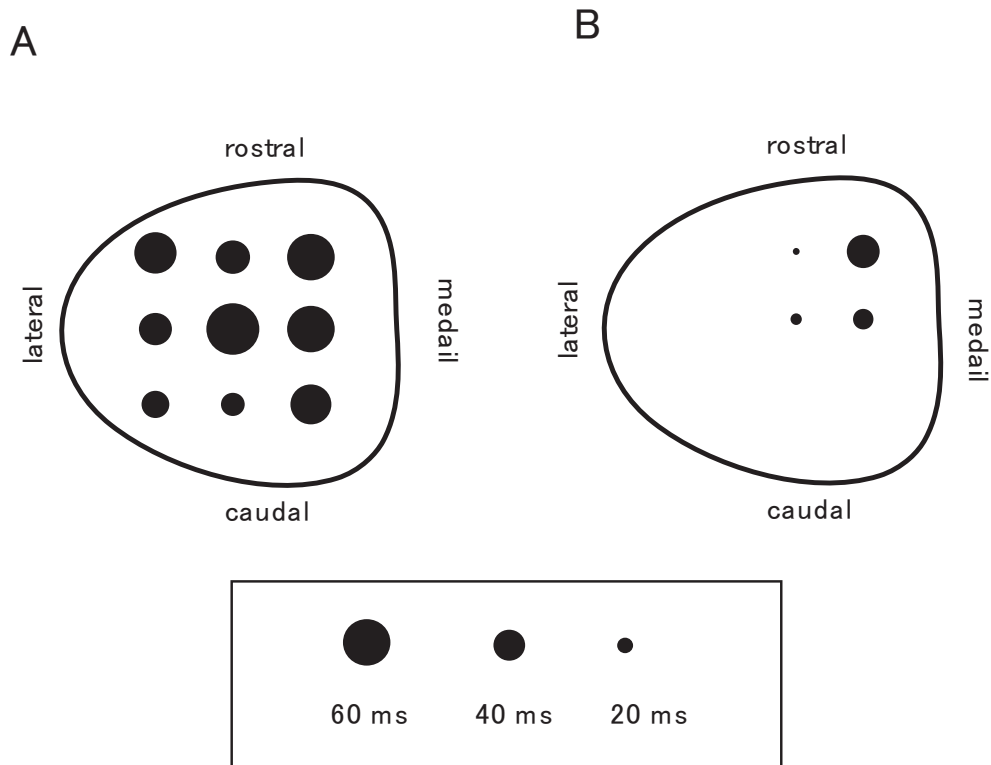 A
B
rostral
rostral
lateral
medail
lateral
medail
caudal
caudal
60 ms
40 ms
20 ms